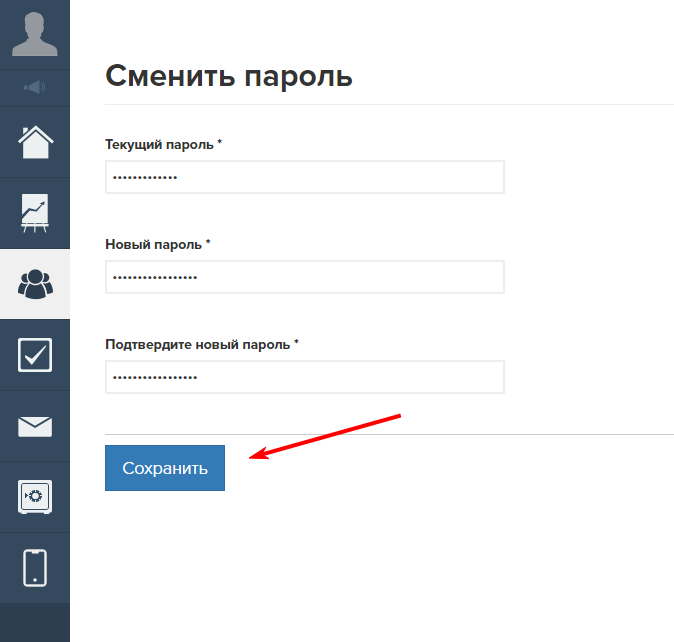 Сменить пароль
Текущий пароль *
•••••••••••••
Новый пароль *
•••••••••••••••••
Подтвердите новый пароль *
•••••••••••••••••
Сохранить